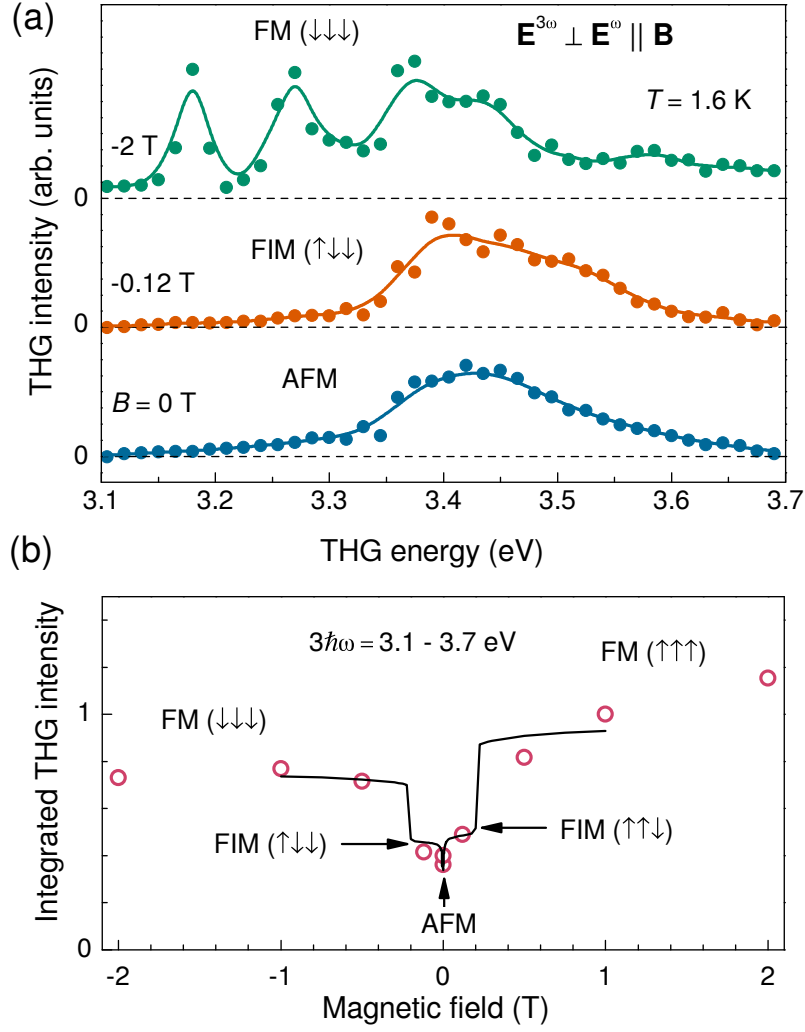 (a)
FM (↓↓↓)
E³ω ⊥ Eω || B
T = 1.6 K
-2 T
0
FIM (↑↓↓)
-0.12 T
0
AFM
B = 0 T
0
THG intensity (arb. units)
3.1 3.2 3.3 3.4 3.5 3.6 3.7
THG energy (eV)
(b)
3ℏω = 3.1 - 3.7 eV
FM (↑↑↑)
FM (↓↓↓)
1
FIM (↑↓↓)
FIM (↑↑↓)
AFM
0
Integrated THG intensity
-2 -1 0 1 2
Magnetic field (T)